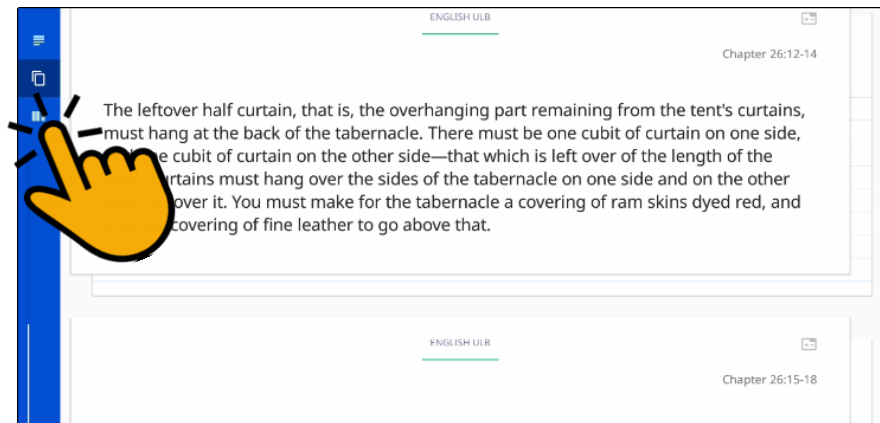 ENGLISH ULB
Chapter 26:12-14
The leftover half curtain, that is, the overhanging part remaining from the tent's curtains,
must hang at the back of the tabernacle. There must be one cubit of curtain on one side,
cubit of curtain on the other side—that which is left over of the length of the
must hang over the sides of the tabernacle on one side and on the other
over it. You must make for the tabernacle a covering of ram skins dyed red, and
covering of fine leather to go above that.
ENGLISH ULB
Chapter 26:15-18